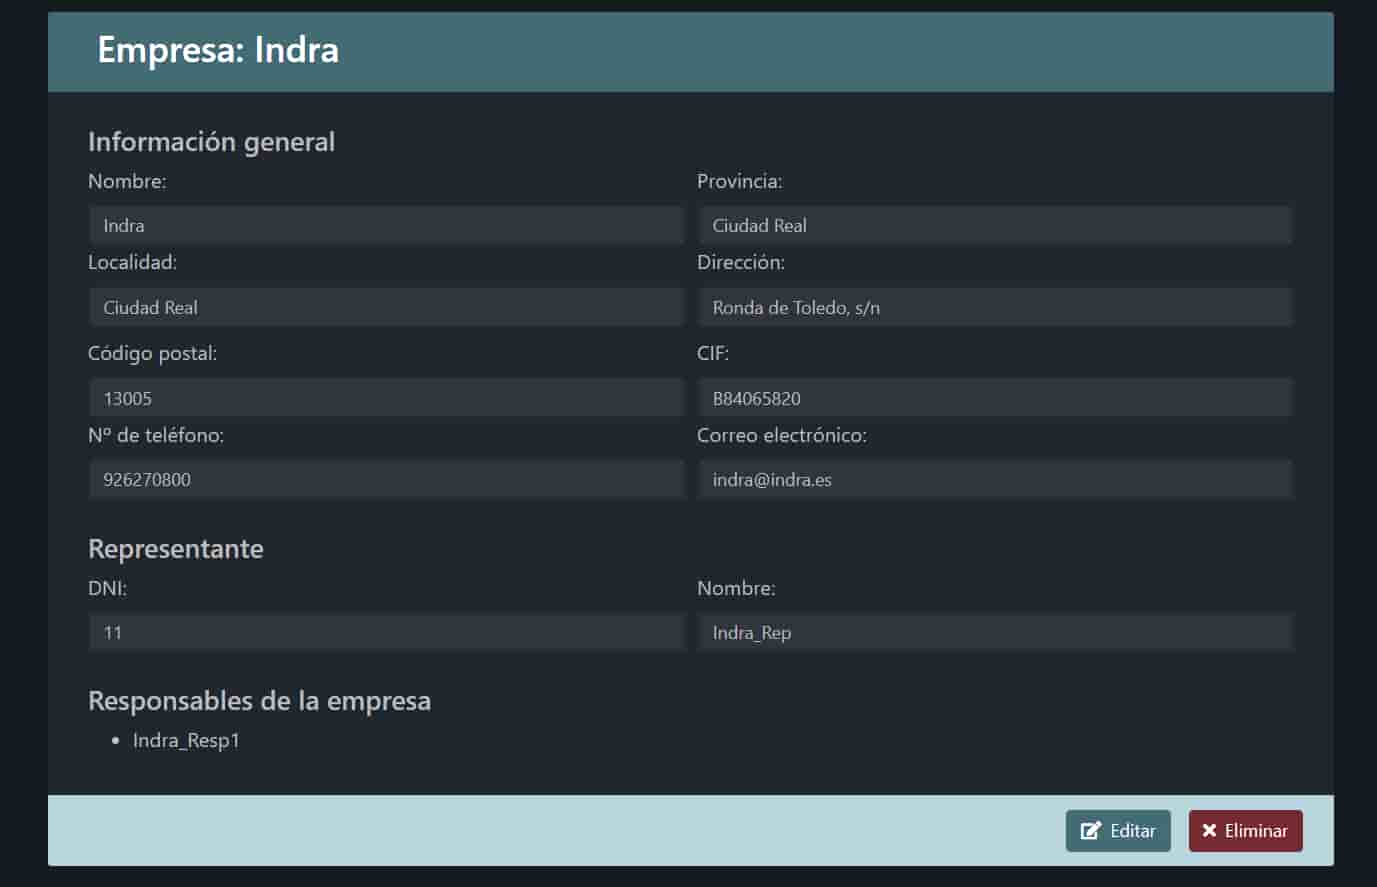 Empresa: Indra
Información general
Nombre:
Provincia:
Indra
Ciudad Real
Localidad:
Dirección:
Ciudad Real
Ronda de Toledo, s/n
Código postal:
CIF:
13005
B84065820
Nº de teléfono:
Correo electrónico:
926270800
indra@indra.es
Representante
DNI:
Nombre:
11
Indra_Rep
Responsables de la empresa
• Indra_Resp1
Editar
Eliminar